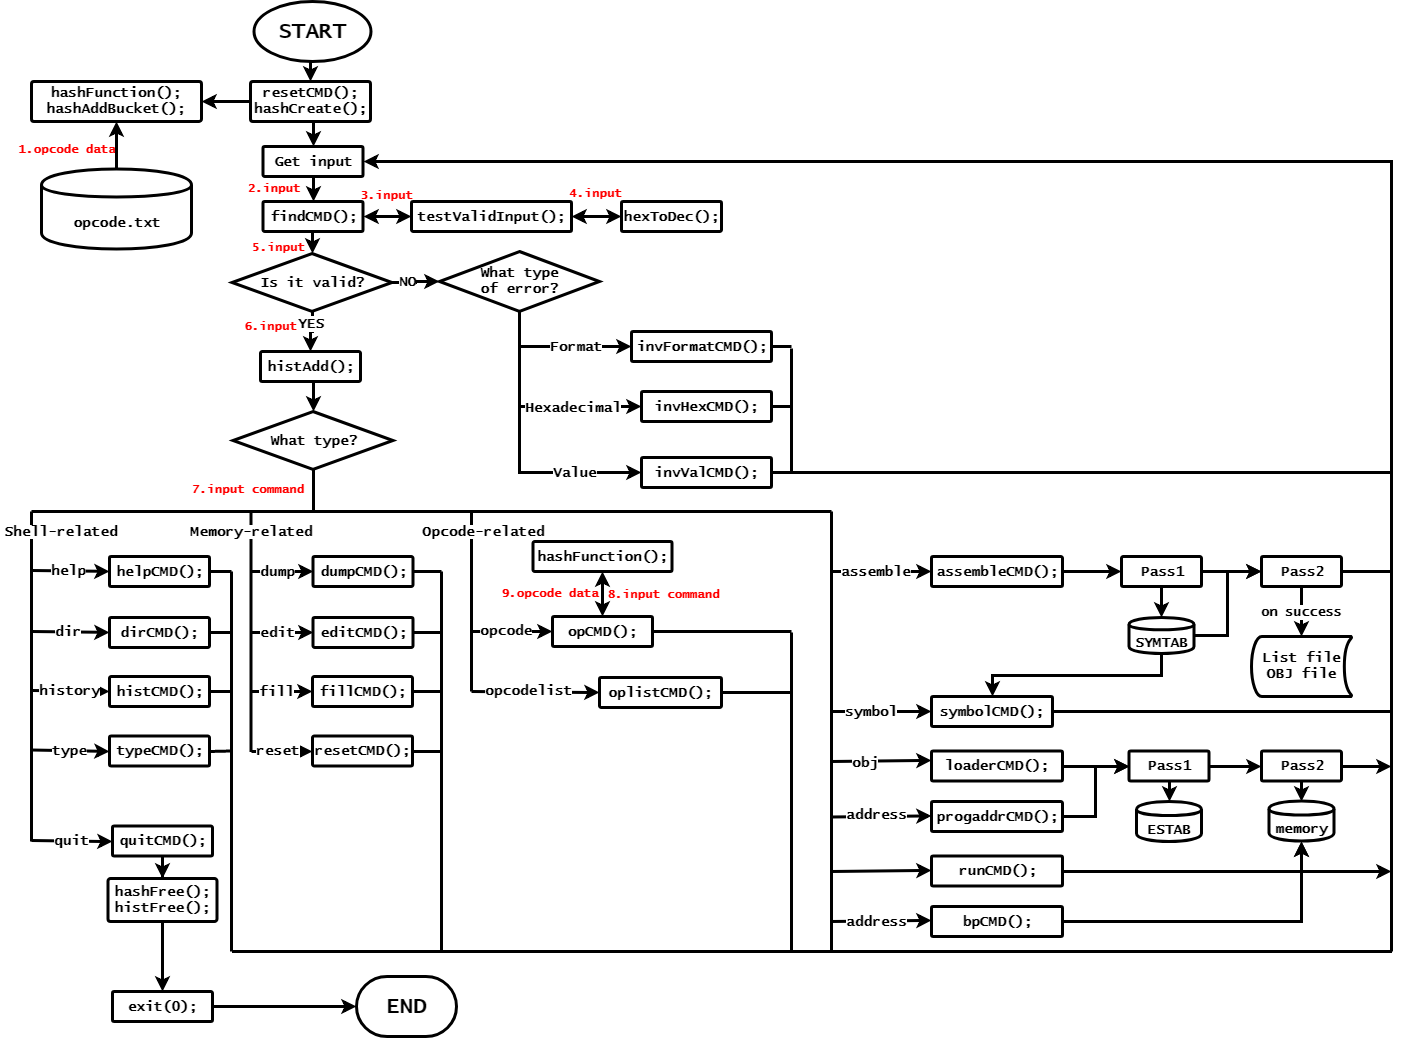 START
hashFunction();
hashAddBucket();
resetCMD();
hashCreate();
1.opcode data
opcode.txt
Get input
2.input
findCMD();
3.input
testValidInput();
4.input
hexToDec();
5.input
Is it valid?
NO
What type
of error?
6.input
YES
histAdd();
Format
invFormatCMD();
Hexadecimal
invHexCMD();
What type?
Value
invValCMD();
7.input command
Shell-related
Memory-related
Opcode-related
help
helpCMD();
dir
dirCMD();
history
histCMD();
type
typeCMD();
quit
quitCMD();
hashFree();
histFree();
exit(0);
END
dump
dumpCMD();
edit
editCMD();
fill
fillCMD();
reset
resetCMD();
hashFunction();
9.opcode data
8.input command
opcode
opCMD();
opcodelist
oplistCMD();
assemble
assembleCMD();
Pass1
Pass2
SYMTAB
on success
List file
OBJ file
symbol
symbolCMD();
obj
loaderCMD();
Pass1
Pass2
address
progaddrCMD();
ESTAB
memory
runCMD();
address
bpCMD();